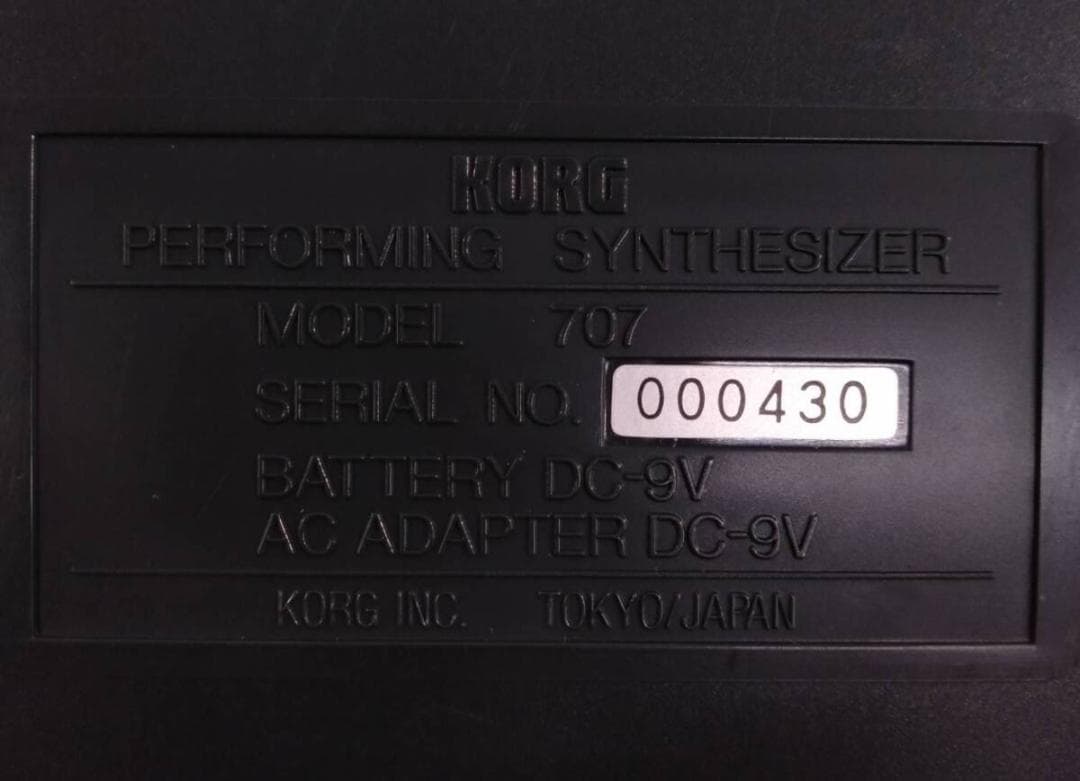 KORG
PERFORMING SYNTHESIZER
MODEL 707
SERIAL NO. 000430
BATTERY DC-9V
AC ADAPTER DC-9V
KORG INC. TOKYO/JAPAN